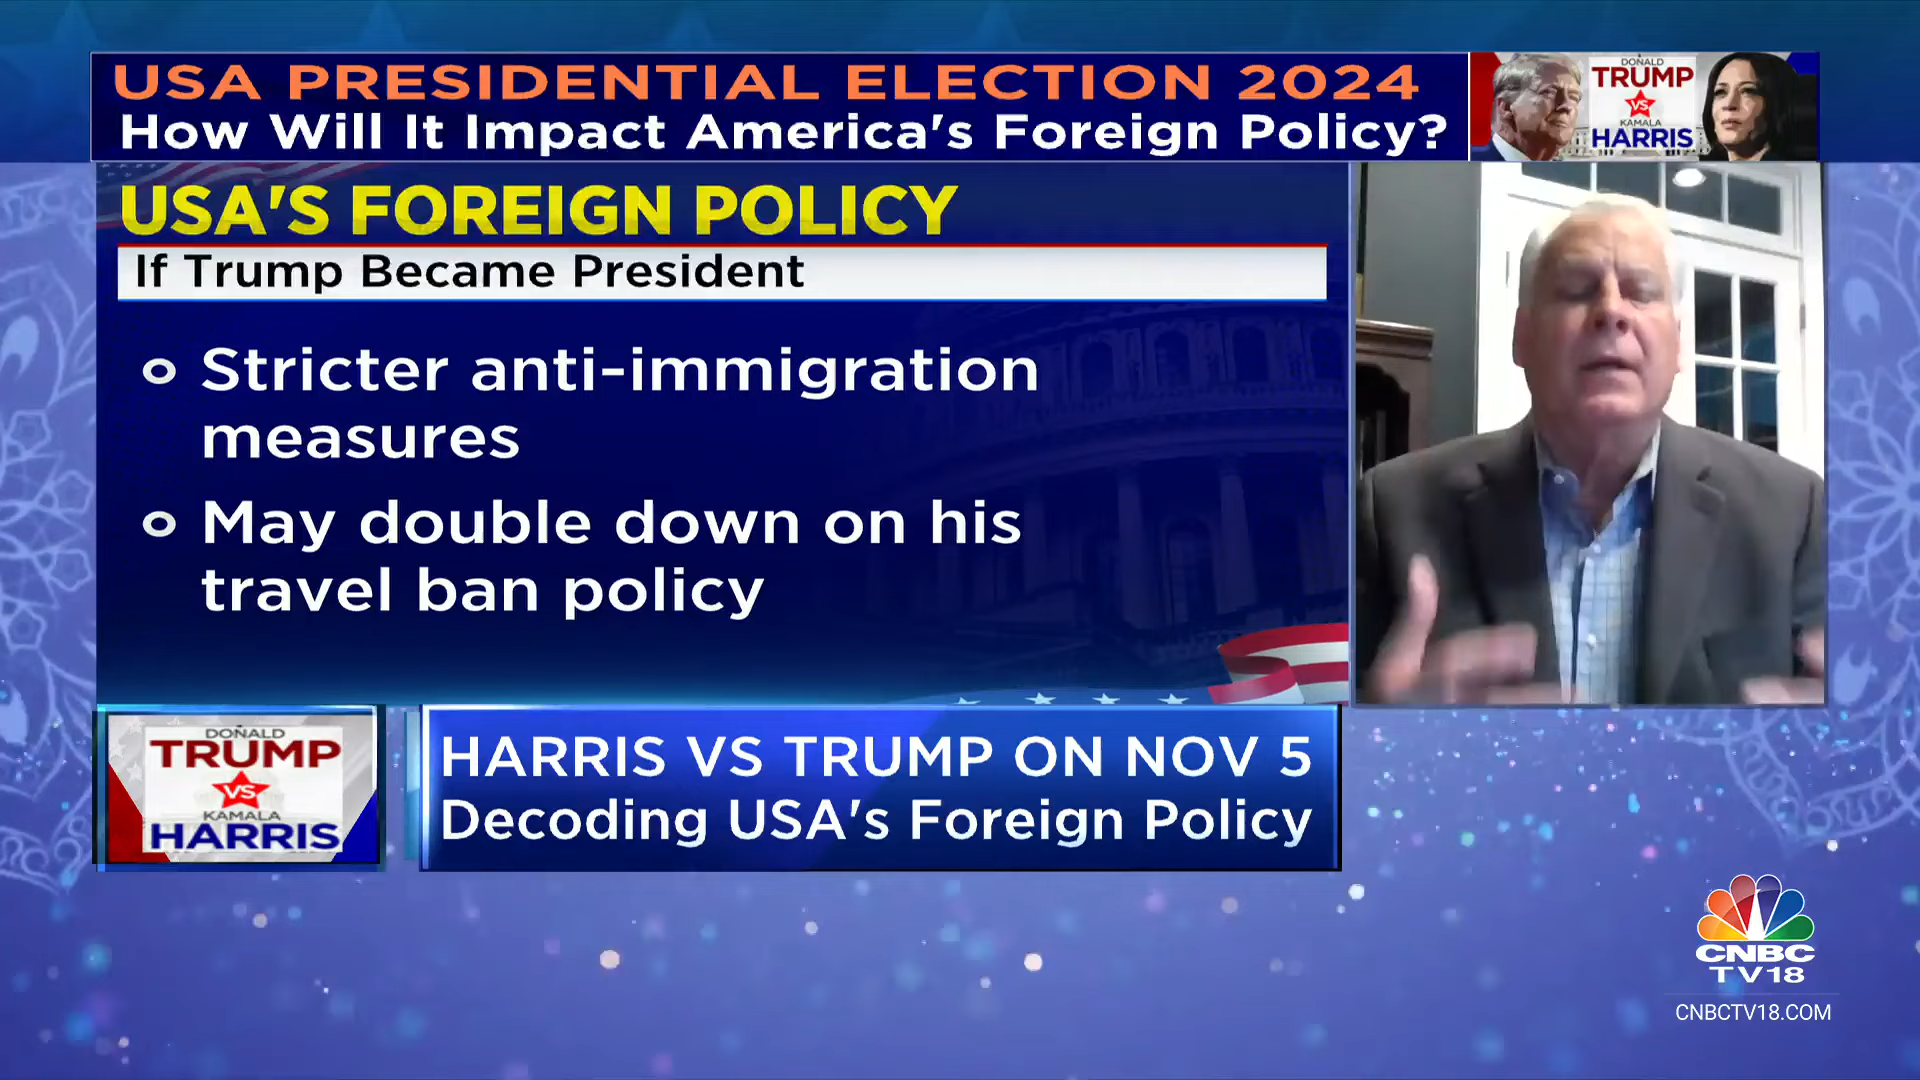 USA PRESIDENTIAL ELECTION 2024
How Will It Impact America's Foreign Policy?
DONALD
TRUMP
VS
KAMALA
HARRIS
USA'S FOREIGN POLICY
If Trump Became President
Stricter anti-immigration
measures
May double down on his
travel ban policy
DONALD
TRUMP
VS
KAMALA
HARRIS
HARRIS VS TRUMP ON NOV 5
Decoding USA's Foreign Policy
CNBC
TV18
CNBCTV18.COM